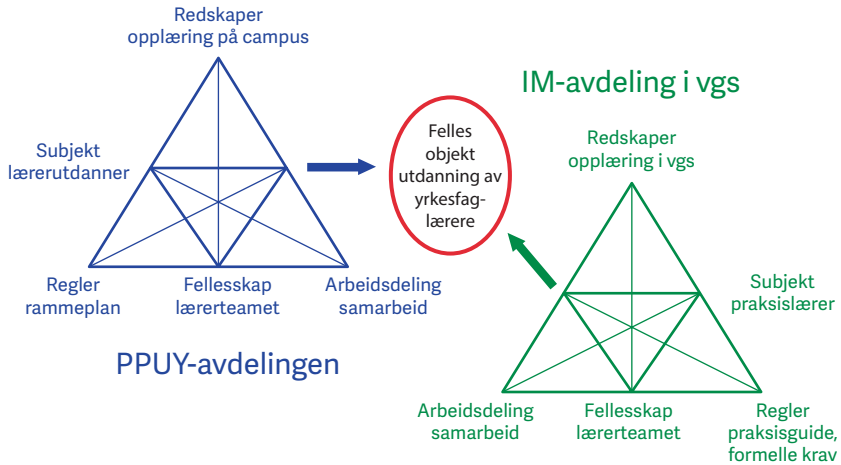 Redskaper
opplæring på campus
Subjekt
lærerutdanner
Regler
rammeplan
Fellesskap
lærerteamet
Arbeidsdeling
samarbeid
PPUY-avdelingen
Felles
objekt
utdanning av
yrkesfag-
lærere
IM-avdeling i vgs
Redskaper
opplæring i vgs
Subjekt
praksislærer
Arbeidsdeling
samarbeid
Fellesskap
lærerteamet
Regler
praksisguide,
formelle krav